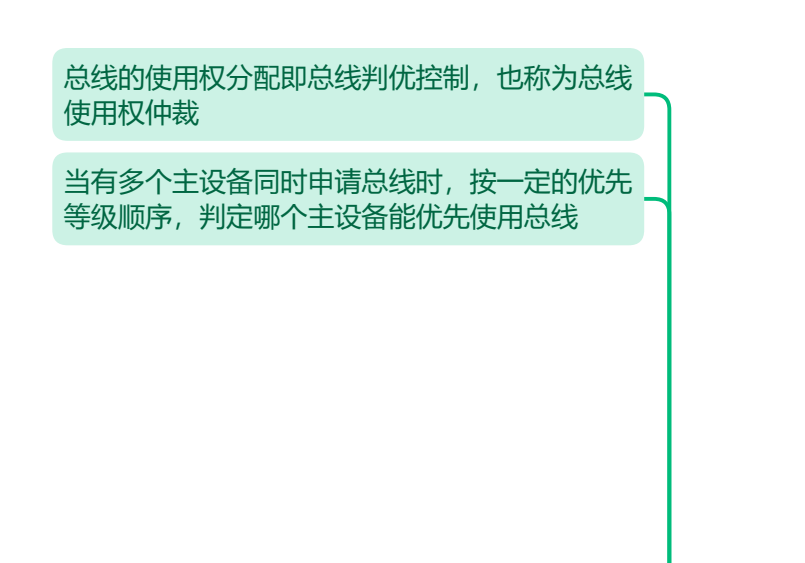 总线的使用权分配即总线判优控制，也称为总线
使用权仲裁
当有多个主设备同时申请总线时，按一定的优先
等级顺序，判定哪个主设备能优先使用总线